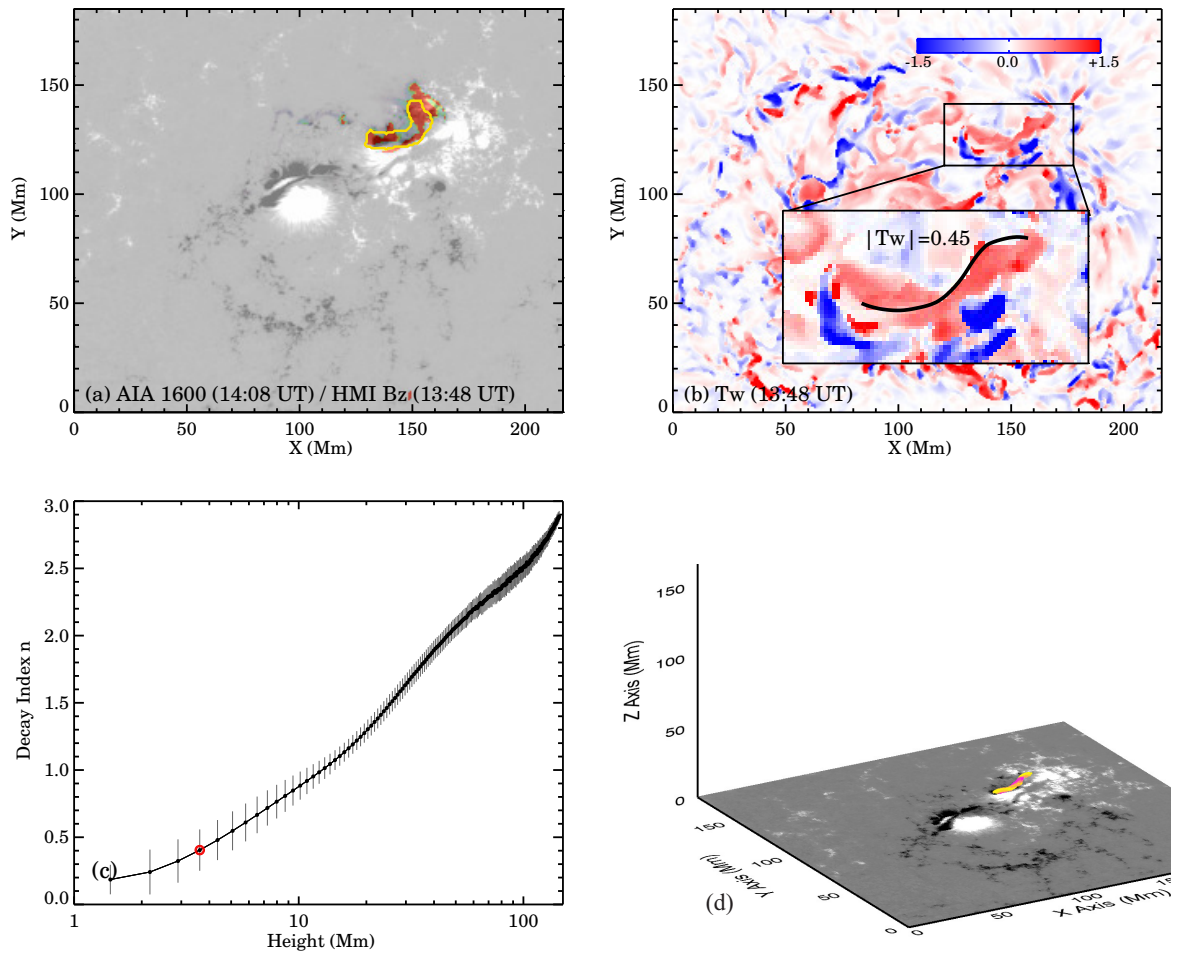 150
100
50
0
Y (Mm)
(a) AIA 1600 (14:08 UT) / HMI Bz (13:48 UT)
0 50 100 150 200
X (Mm)
-1.5 0.0 +1.5
150
100
50
0
Y (Mm)
|Tw|=0.45
(b) Tw (13:48 UT)
0 50 100 150 200
X (Mm)
3.0
2.5
2.0
1.5
1.0
0.5
0.0
Decay Index n
(c)
1 10 100
Height (Mm)
150
100
50
0
Z Axis (Mm)
150
100
50
0
Y Axis (Mm)
(d)
0
50
100
X Axis (Mm)